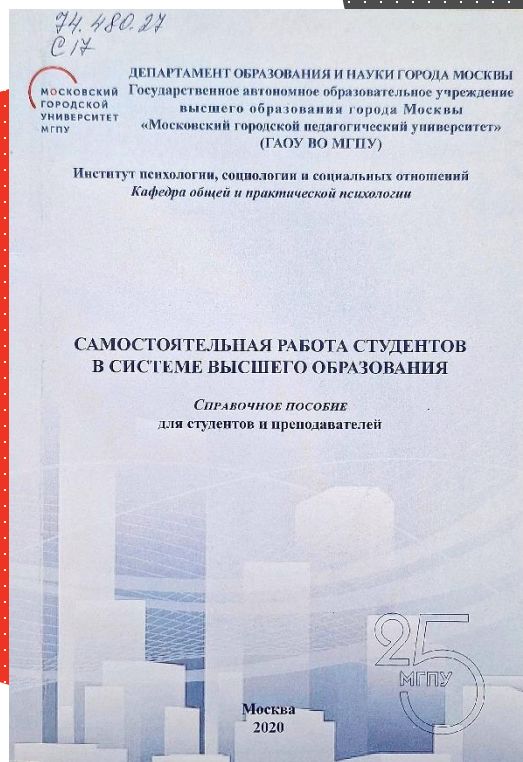 74.480.27
С 17
МОСКОВСКИЙ
ГОРОДСКОЙ
УНИВЕРСИТЕТ
МГПУ
ДЕПАРТАМЕНТ ОБРАЗОВАНИЯ И НАУКИ ГОРОДА МОСКВЫ
Государственное автономное образовательное учреждение
высшего образования города Москвы
«Московский городской педагогический университет»
(ГАОУ ВО МГПУ)
Институт психологии, социологии и социальных отношений
Кафедра общей и практической психологии
САМОСТОЯТЕЛЬНАЯ РАБОТА СТУДЕНТОВ
В СИСТЕМЕ ВЫСШЕГО ОБРАЗОВАНИЯ
СПРАВОЧНОЕ ПОСОБИЕ
для студентов и преподавателей
25
МГПУ
Москва
2020